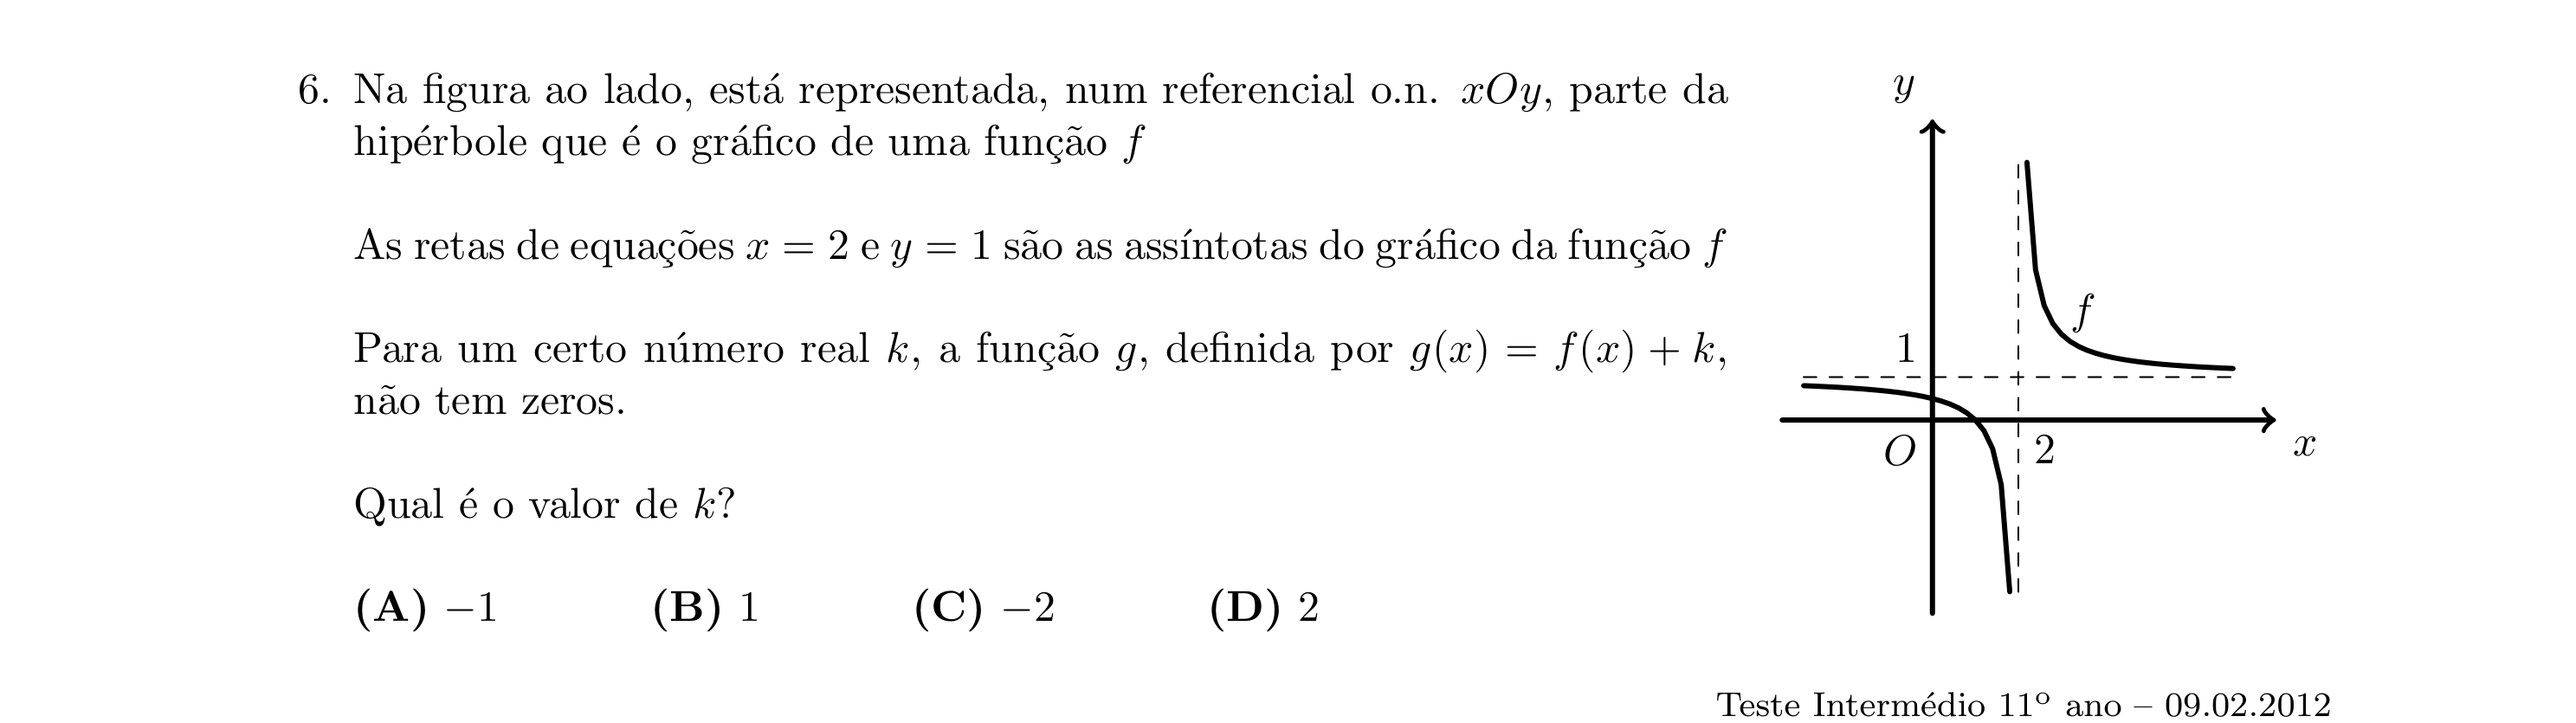 6. Na figura ao lado, está representada, num referencial o.n. xOy, parte da
hipérbole que é o gráfico de uma função f
As retas de equações x = 2 e y = 1 são as assíntotas do gráfico da função f
Para um certo número real k, a função g, definida por g(x) = f(x) + k,
não tem zeros.
Qual é o valor de k?
(A) −1 (B) 1 (C) −2 (D) 2
y
f
1
O
2
x
Teste Intermédio 11º ano – 09.02.2012